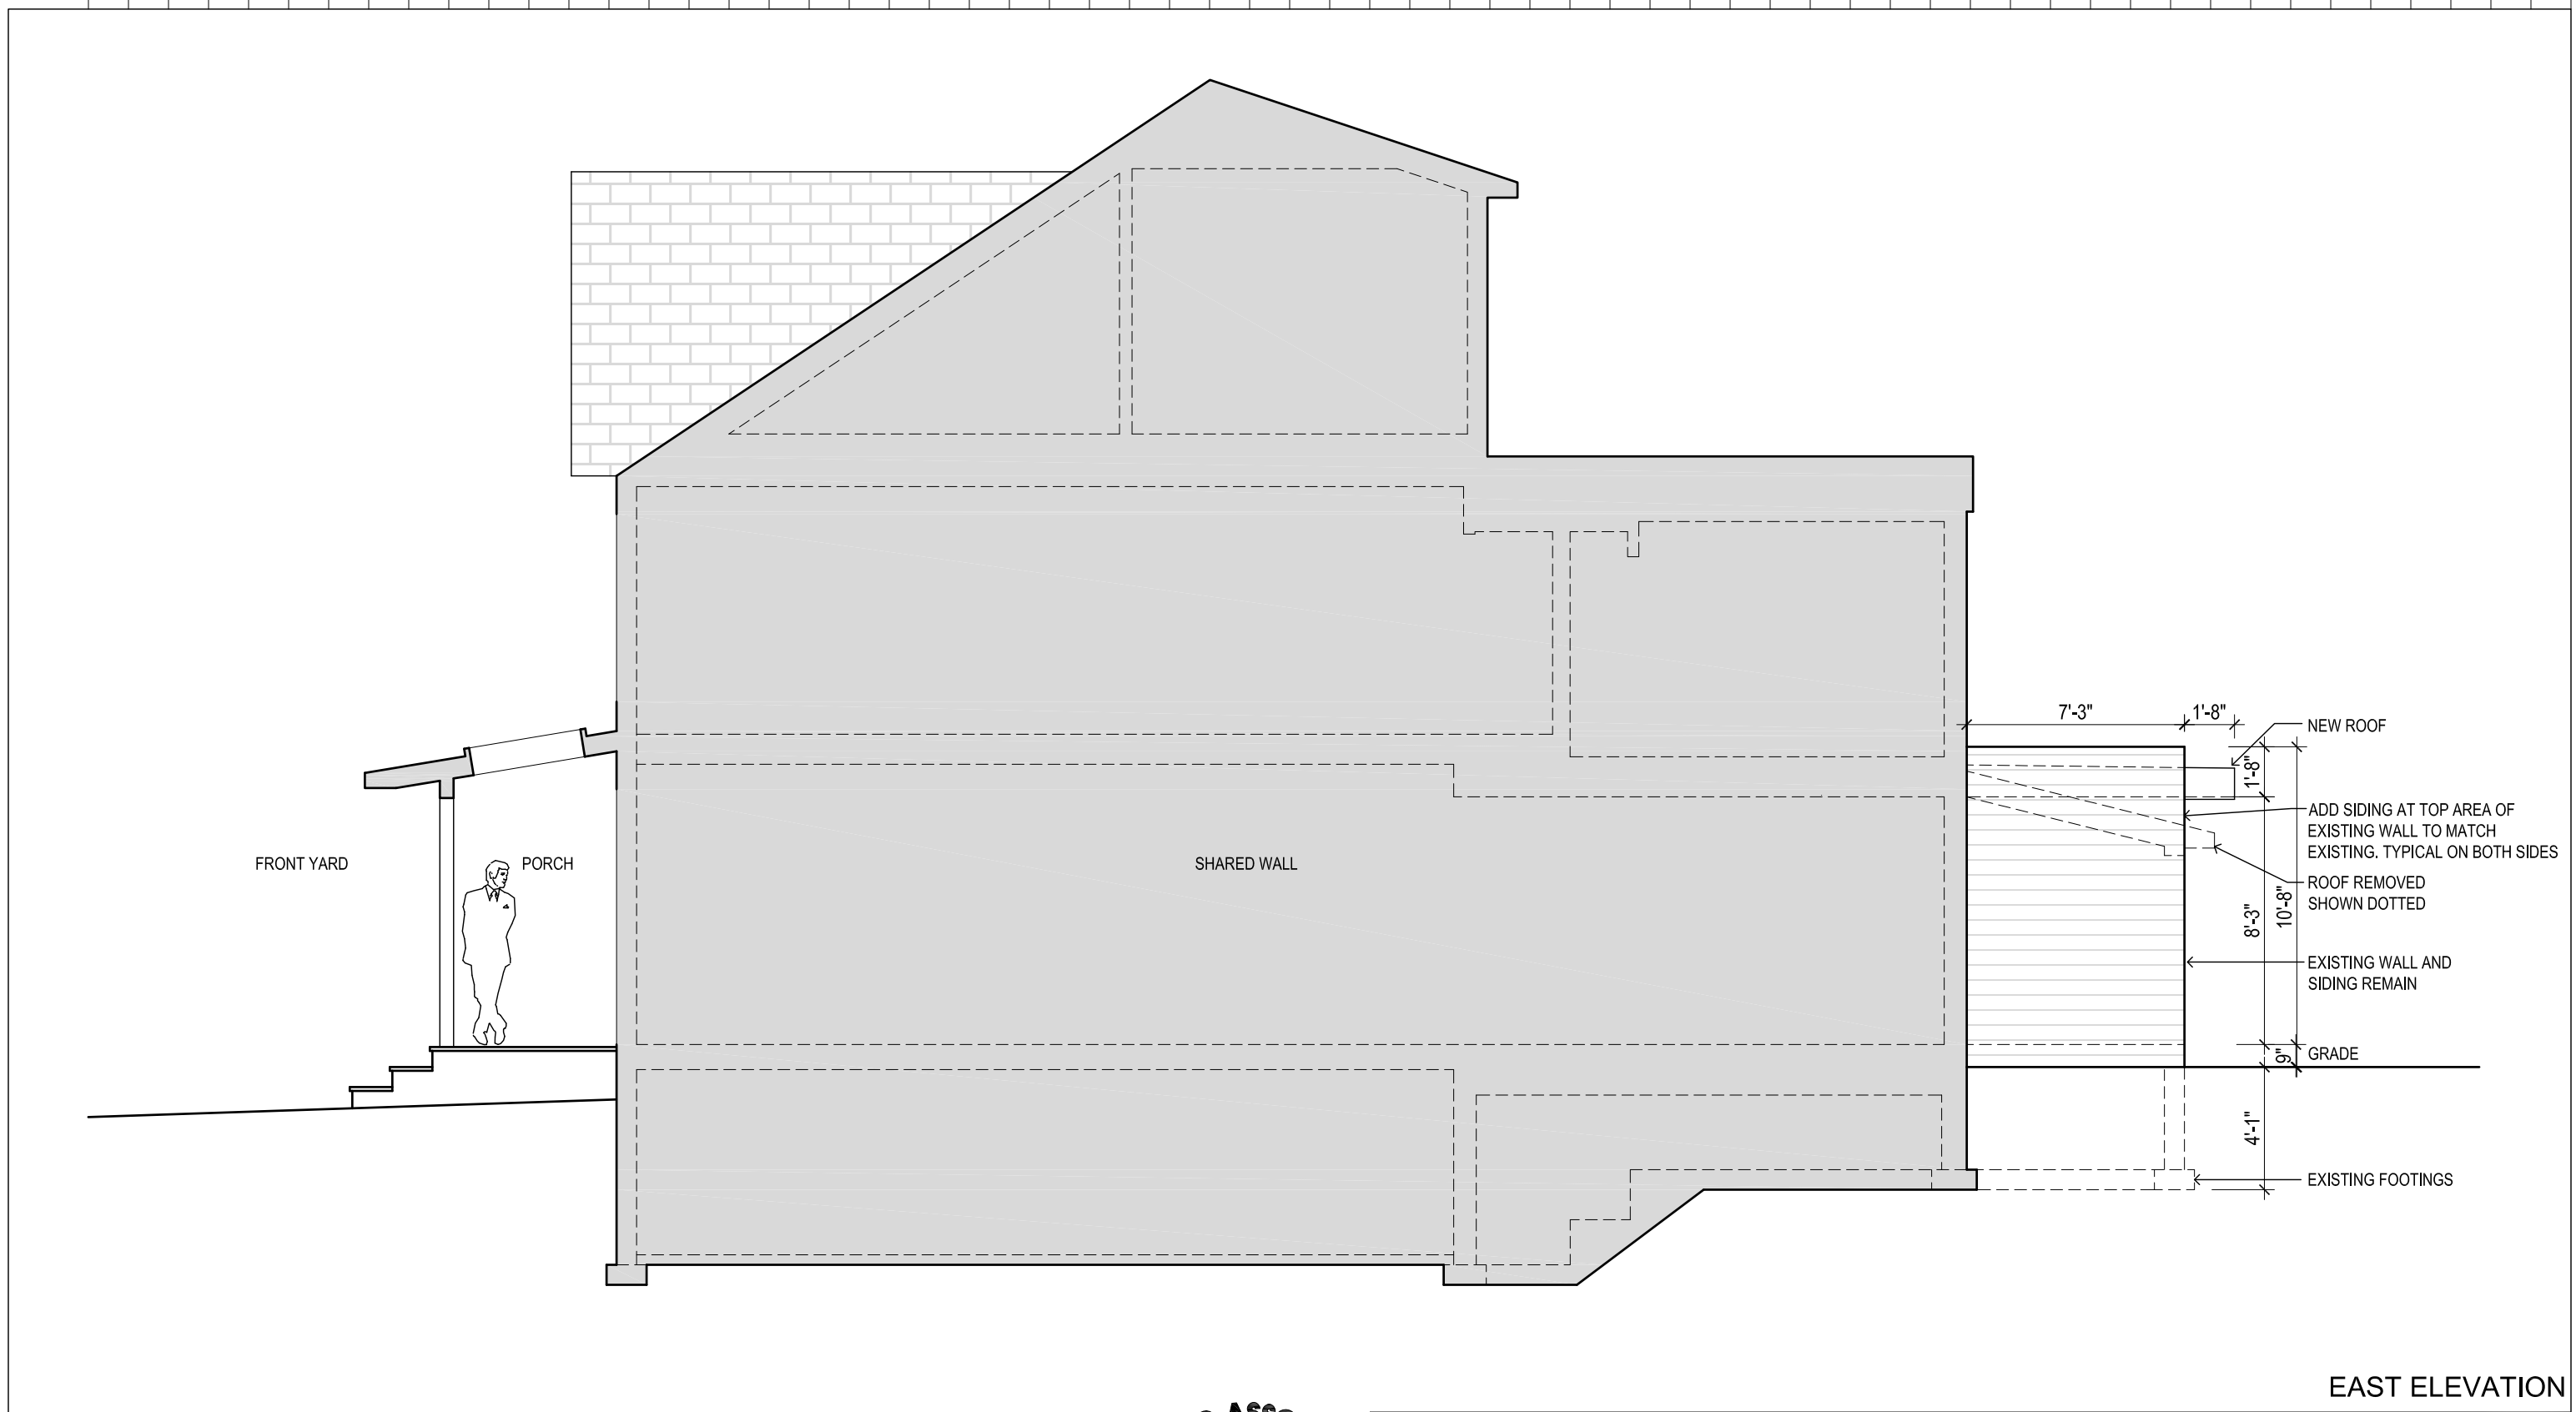 7'-3"
1'-8"
NEW ROOF
1'-8"
ADD SIDING AT TOP AREA OF
EXISTING WALL TO MATCH
EXISTING. TYPICAL ON BOTH SIDES
FRONT YARD
PORCH
SHARED WALL
ROOF REMOVED
SHOWN DOTTED
8'-3"
10'-8"
EXISTING WALL AND
SIDING REMAIN
9"
GRADE
4'-1"
EXISTING FOOTINGS
EAST ELEVATION